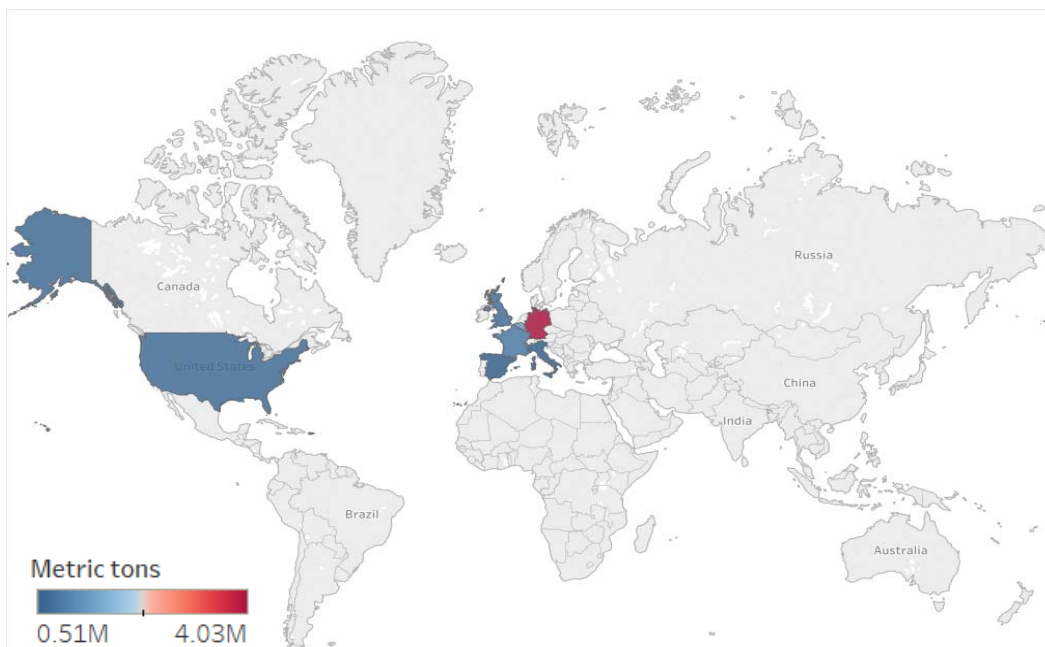 Russia
Canada
United States
China
India
Brazil
Australia
Metric tons
0.51M 4.03M